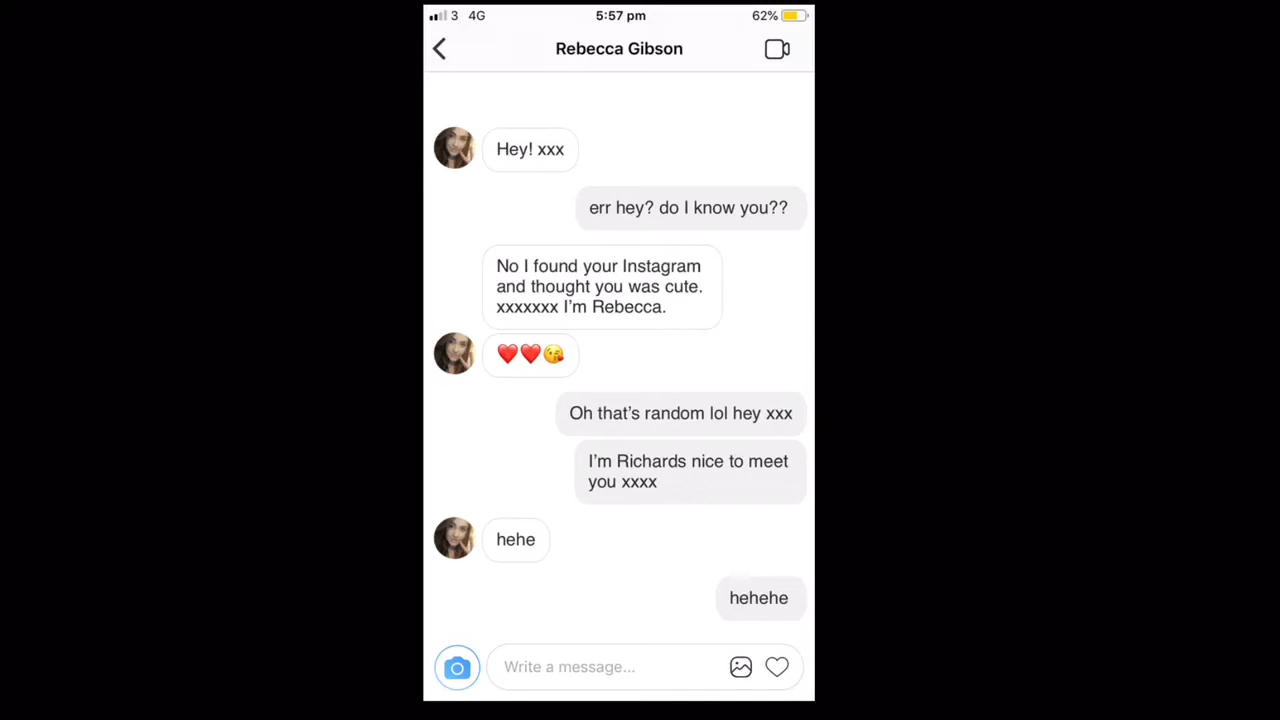 3 4G 5:57 pm 62%
Rebecca Gibson
Hey! xxx
err hey? do I know you??
No I found your Instagram
and thought you was cute.
xxxxxxx I'm Rebecca.
❤️❤️😘
Oh that's random lol hey xxx
I'm Richards nice to meet
you xxxx
hehe
hehehe
Write a message...